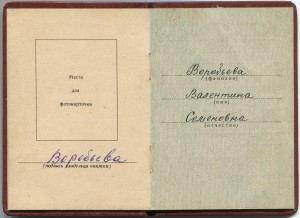 Место
для
фотокарточки
Воробьева
(подпись владельца книжки)
Воробьева
(фамилия)
Валентина
(имя)
Семеновна
(отчество)